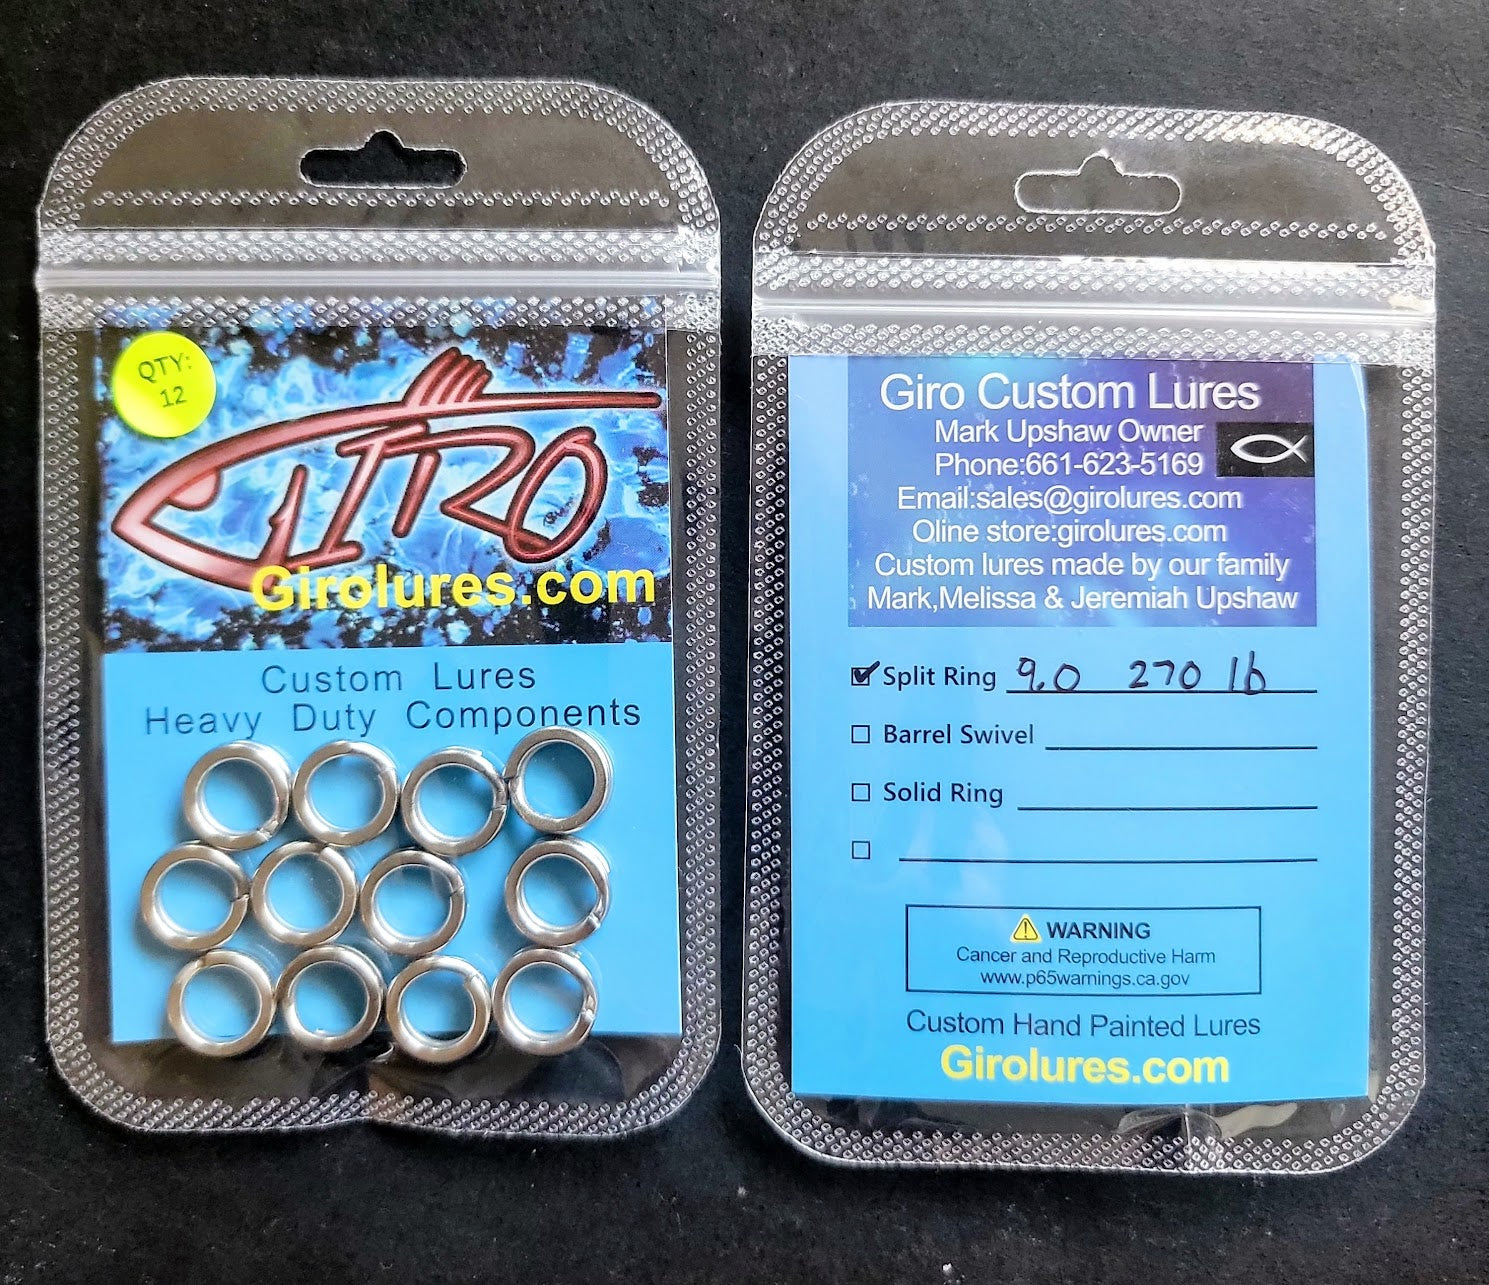 QTY:
12
GIRO
Girolures.com
Custom Lures
Heavy Duty Components
Giro Custom Lures
Mark Upshaw Owner
Phone:661-623-5169
Email:sales@girolures.com
Oline store:girolures.com
Custom lures made by our family
Mark,Melissa & Jeremiah Upshaw
Split Ring 9.0 270 lb
Barrel Swivel
Solid Ring
WARNING
Cancer and Reproductive Harm
www.p65warnings.ca.gov
Custom Hand Painted Lures
Girolures.com